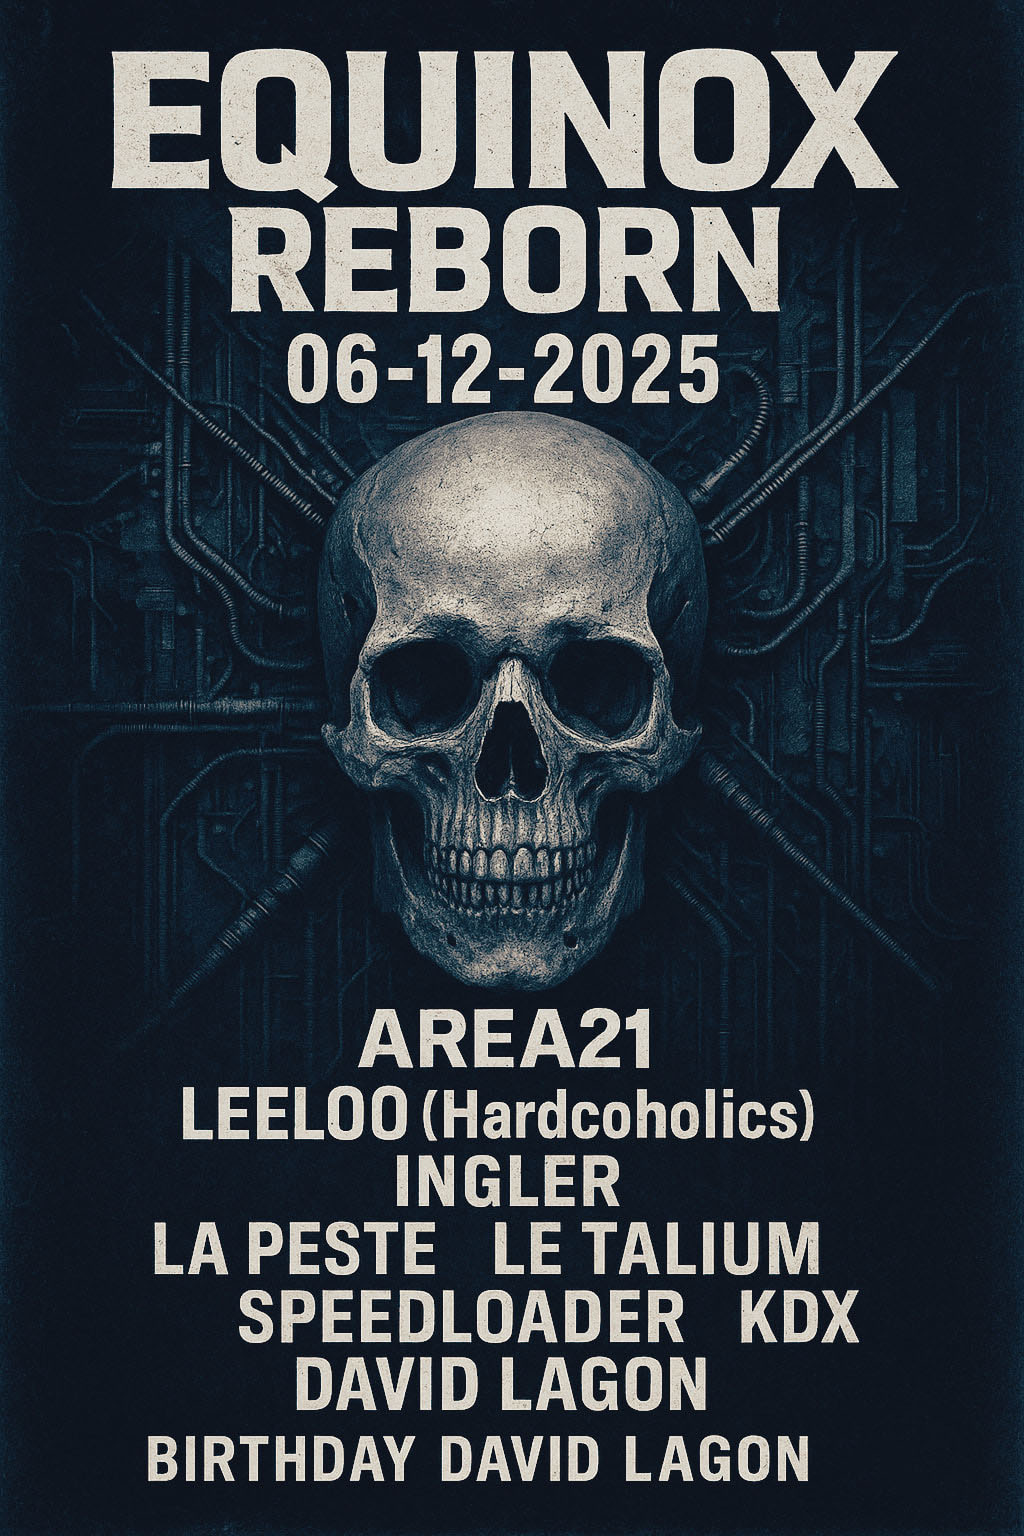 EQUINOX
REBORN
06-12-2025
AREA21
LEELOO (Hardcoholics)
INGLER
LA PESTE LE TALIUM
SPEEDLOADER KDX
DAVID LAGON
BIRTHDAY DAVID LAGON